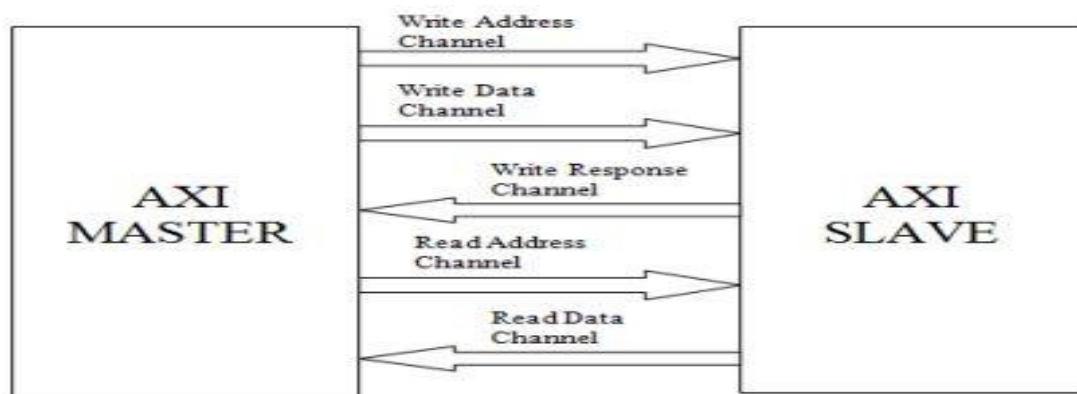 Write Address
Channel
Write Data
Channel
Write Response
Channel
AXI
MASTER
AXI
SLAVE
Read Address
Channel
Read Data
Channel